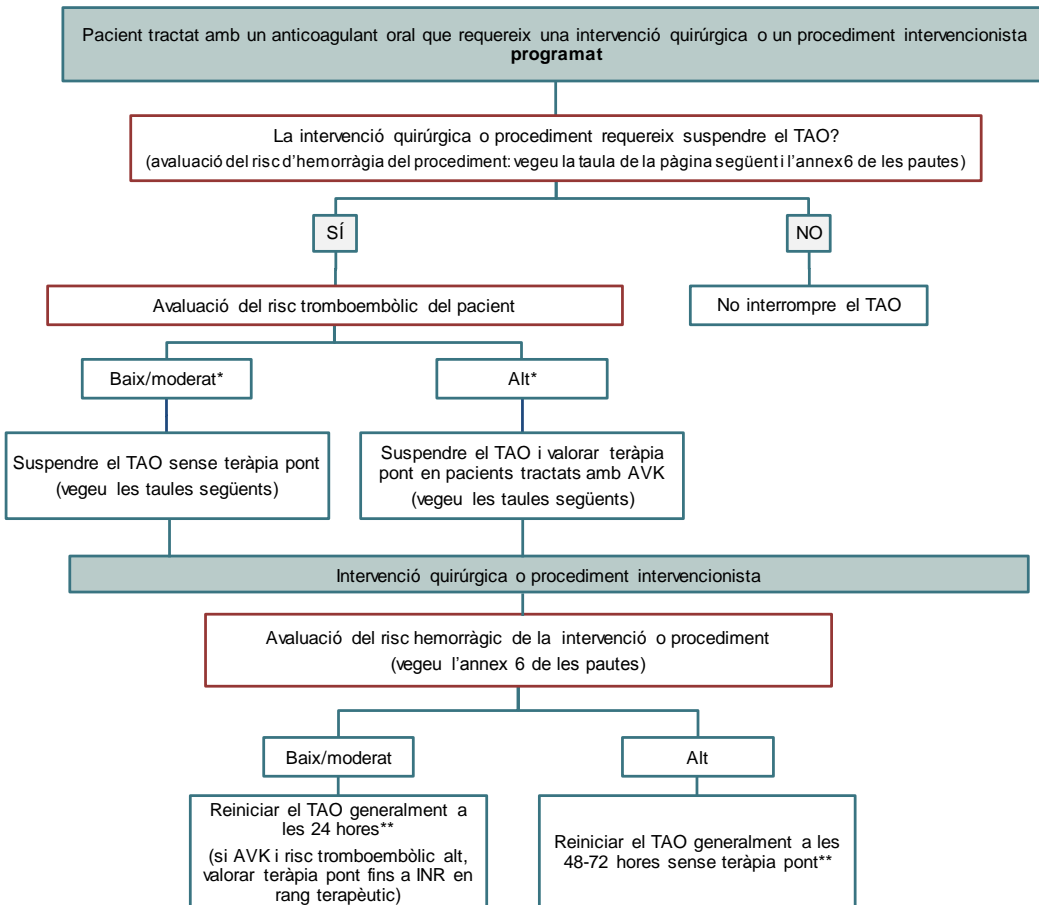 Pacient tractat amb un anticoagulant oral que requereix una intervenció quirúrgica o un procediment intervencionista
programat
La intervenció quirúrgica o procediment requereix suspendre el TAO?
(avaluació del risc d'hemorràgia del procediment: vegeu la taula de la pàgina següent i l'annex 6 de les pautes)
SÍ
NO
Avaluació del risc tromboembòlic del pacient
No interrompre el TAO
Baix/moderat*
Alt*
Suspendre el TAO sense teràpia pont
(vegeu les taules següents)
Suspendre el TAO i valorar teràpia
pont en pacients tractats amb AVK
(vegeu les taules següents)
Intervenció quirúrgica o procediment intervencionista
Avaluació del risc hemorràgic de la intervenció o procediment
(vegeu l'annex 6 de les pautes)
Baix/moderat
Alt
Reiniciar el TAO generalment a
les 24 hores**
(si AVK i risc tromboembòlic alt,
valorar teràpia pont fins a INR en
rang terapèutic)
Reiniciar el TAO generalment a les
48-72 hores sense teràpia pont**